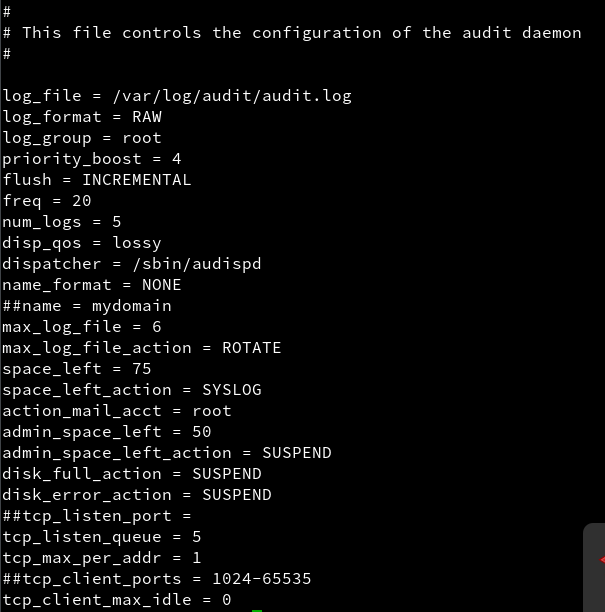 #
# This file controls the configuration of the audit daemon
#
log_file = /var/log/audit/audit.log
log_format = RAW
log_group = root
priority_boost = 4
flush = INCREMENTAL
freq = 20
num_logs = 5
disp_qos = lossy
dispatcher = /sbin/audispd
name_format = NONE
##name = mydomain
max_log_file = 6
max_log_file_action = ROTATE
space_left = 75
space_left_action = SYSLOG
action_mail_acct = root
admin_space_left = 50
admin_space_left_action = SUSPEND
disk_full_action = SUSPEND
disk_error_action = SUSPEND
##tcp_listen_port =
tcp_listen_queue = 5
tcp_max_per_addr = 1
##tcp_client_ports = 1024-65535
tcp_client_max_idle = 0